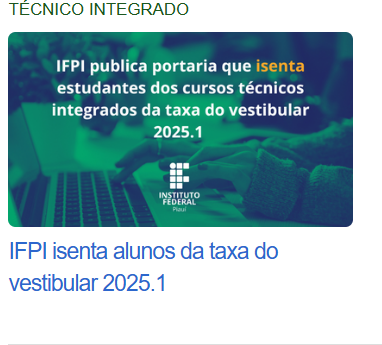 TÉCNICO INTEGRADO
IFPI publica portaria que isenta
estudantes dos cursos técnicos
integrados da taxa do vestibular
2025.1
INSTITUTO
FEDERAL
Piauí
IFPI isenta alunos da taxa do
vestibular 2025.1